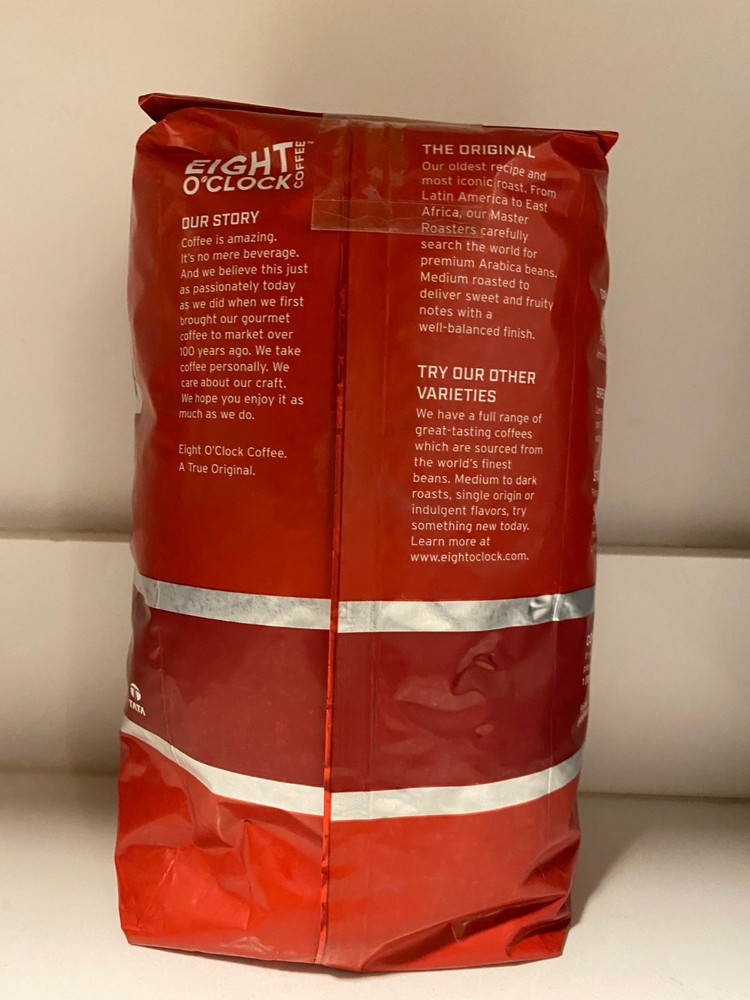 EIGHT
O'CLOCK
COFFEE™
OUR STORY
Coffee is amazing.
It's no mere beverage.
And we believe this just
as passionately today
as we did when we first
brought our gourmet
coffee to market over
100 years ago. We take
coffee personally. We
care about our craft.
We hope you enjoy it as
much as we do.
Eight O'Clock Coffee.
A True Original.
TATA
THE ORIGINAL
Our oldest recipe and
most iconic roast. From
Latin America to East
Africa, our Master
Roasters carefully
search the world for
premium Arabica beans.
Medium roasted to
deliver sweet and fruity
notes with a
well-balanced finish.
TRY OUR OTHER
VARIETIES
We have a full range of
great-tasting coffees
which are sourced from
the world's finest
beans. Medium to dark
roasts, single origin or
indulgent flavors, try
something new today.
Learn more at
www.eightoclock.com.